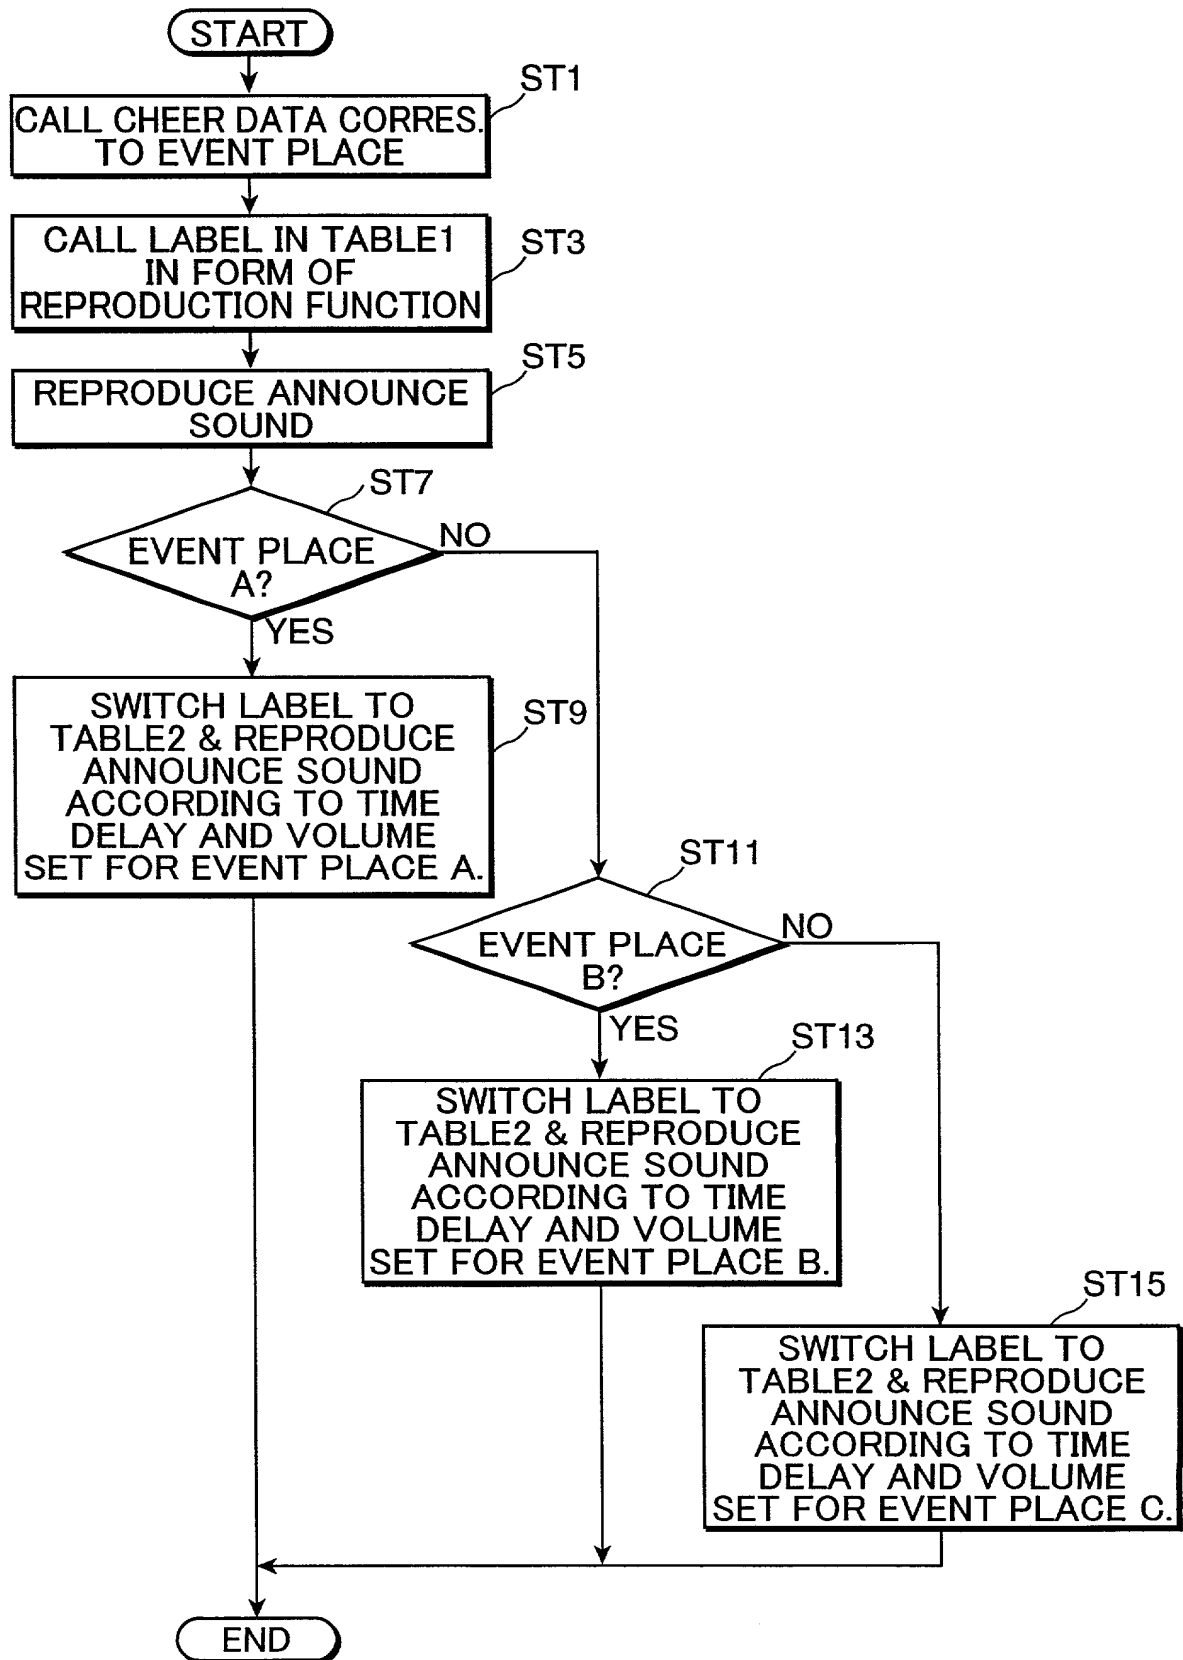 START
ST1
CALL CHEER DATA CORRES.
TO EVENT PLACE
ST3
CALL LABEL IN TABLE1
IN FORM OF
REPRODUCTION FUNCTION
ST5
REPRODUCE ANNOUNCE
SOUND
ST7
EVENT PLACE
A?
NO
YES
ST9
SWITCH LABEL TO
TABLE2 & REPRODUCE
ANNOUNCE SOUND
ACCORDING TO TIME
DELAY AND VOLUME
SET FOR EVENT PLACE A.
ST11
EVENT PLACE
B?
NO
YES
ST13
SWITCH LABEL TO
TABLE2 & REPRODUCE
ANNOUNCE SOUND
ACCORDING TO TIME
DELAY AND VOLUME
SET FOR EVENT PLACE B.
ST15
SWITCH LABEL TO
TABLE2 & REPRODUCE
ANNOUNCE SOUND
ACCORDING TO TIME
DELAY AND VOLUME
SET FOR EVENT PLACE C.
END